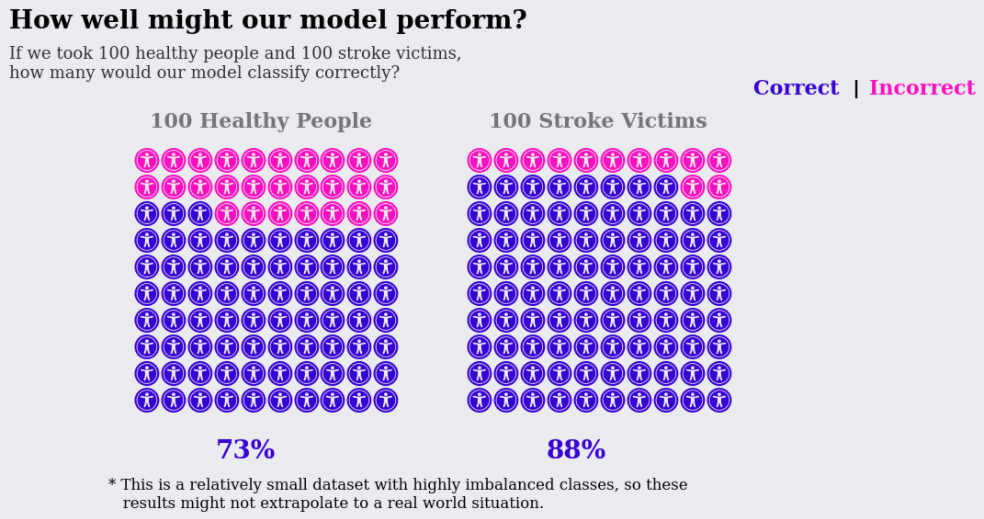 How well might our model perform?
If we took 100 healthy people and 100 stroke victims,
how many would our model classify correctly?
Correct | Incorrect
100 Healthy People
100 Stroke Victims
73%
88%
* This is a relatively small dataset with highly imbalanced classes, so these
results might not extrapolate to a real world situation.